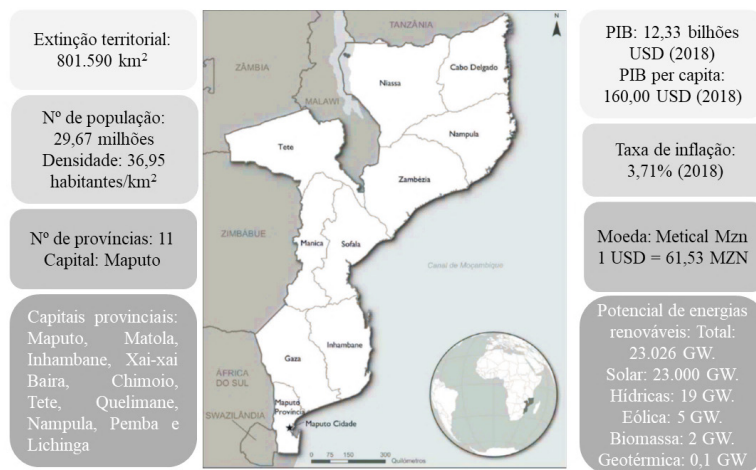 Extinção territorial:
801.590 km²
Nº de população:
29,67 milhões
Densidade: 36,95
habitantes/km²
Nº de províncias: 11
Capital: Maputo
Capitais provinciais:
Maputo, Matola,
Inhambane, Xai-xai
Baira, Chimoio,
Tete, Quelimane,
Nampula, Pemba e
Lichinga
TANZÂNIA
N
ZÂMBIA
Cabo Delgado
Niassa
MALAWI
Nampula
Tete
Zambézia
ZIMBÁBUE
Manica
Sofala
Canal de Moçambique
Inhambane
Gaza
ÁFRICA
DO SUL
Maputo
Província
Maputo Cidade
SWAZILÂNDIA
0 75 150 300
Quilómetros
PIB: 12,33 bilhões
USD (2018)
PIB per capita:
160,00 USD (2018)
Taxa de inflação:
3,71% (2018)
Moeda: Metical Mzn
1 USD = 61,53 MZN
Potencial de energias
renováveis: Total:
23.026 GW.
Solar: 23.000 GW.
Hídricas: 19 GW.
Eólica: 5 GW.
Biomassa: 2 GW.
Geotérmica: 0,1 GW